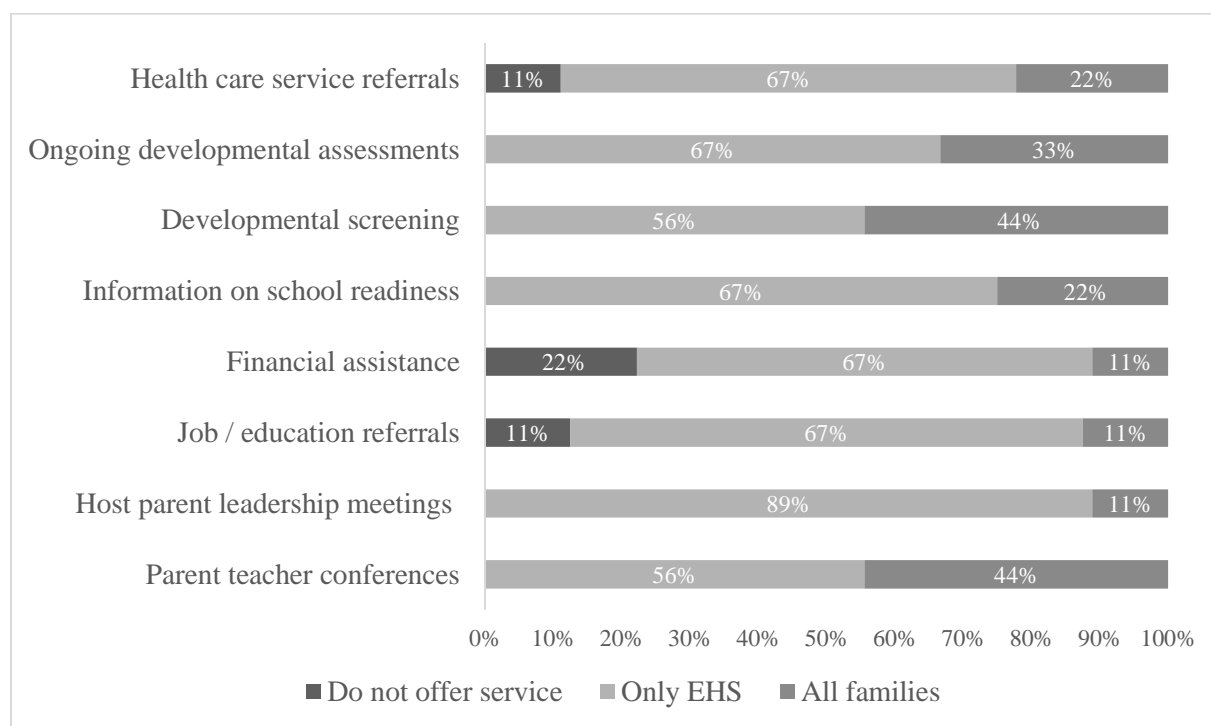 Health care service referrals 11% 67% 22%
Ongoing developmental assessments 67% 33%
Developmental screening 56% 44%
Information on school readiness 67% 22%
Financial assistance 22% 67% 11%
Job / education referrals 11% 67% 11%
Host parent leadership meetings 89% 11%
Parent teacher conferences 56% 44%
0% 10% 20% 30% 40% 50% 60% 70% 80% 90% 100%
Do not offer service Only EHS All families